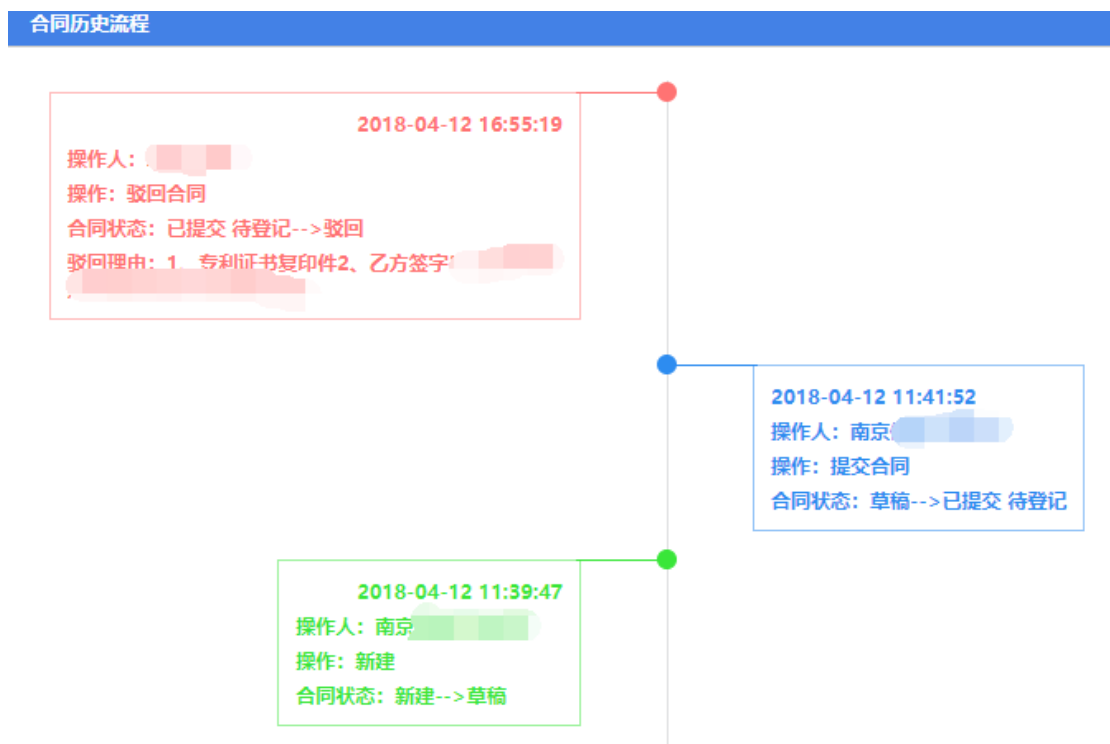 合同历史流程
2018-04-12 16:55:19
操作人：
操作：驳回合同
合同状态：已提交 待登记-->驳回
驳回理由：1、专利证书复印件2、乙方签字
2018-04-12 11:41:52
操作人：南京
操作：提交合同
合同状态：草稿-->已提交 待登记
2018-04-12 11:39:47
操作人：南京
操作：新建
合同状态：新建-->草稿